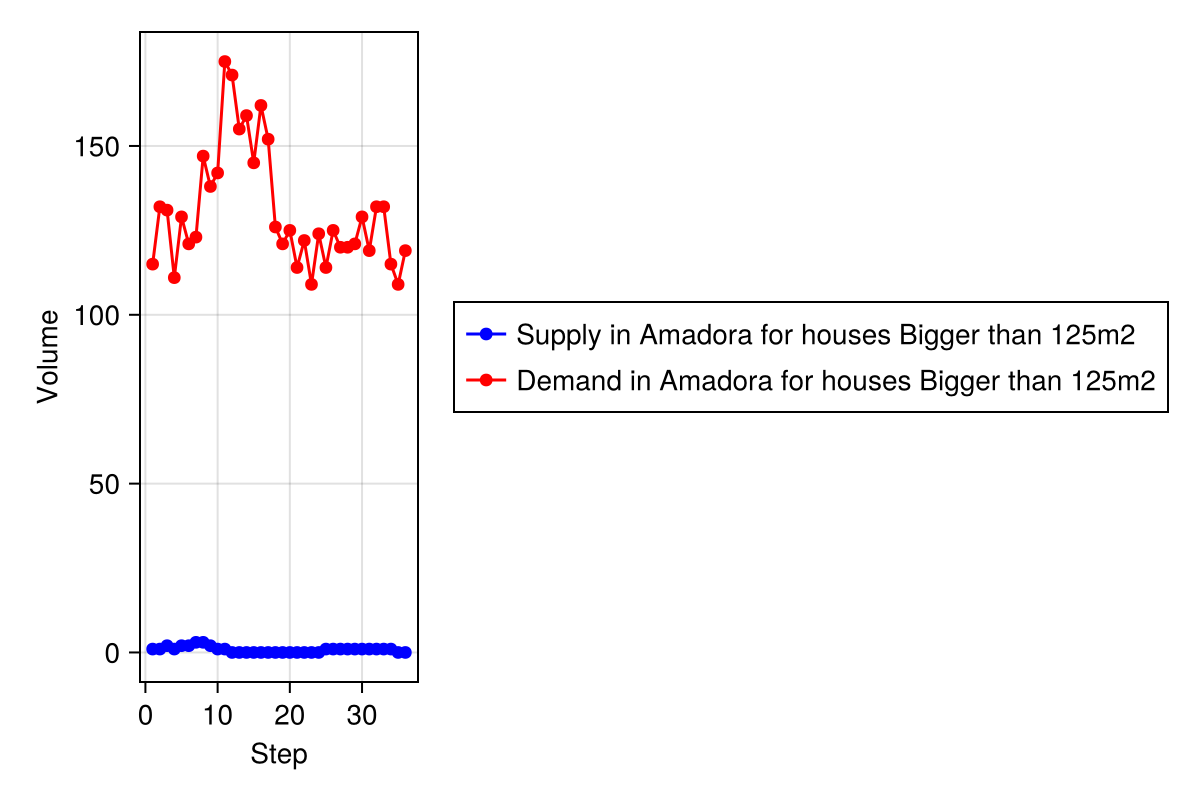 Volume
150
100
50
0
0 10 20 30
Step
Supply in Amadora for houses Bigger than 125m2
Demand in Amadora for houses Bigger than 125m2